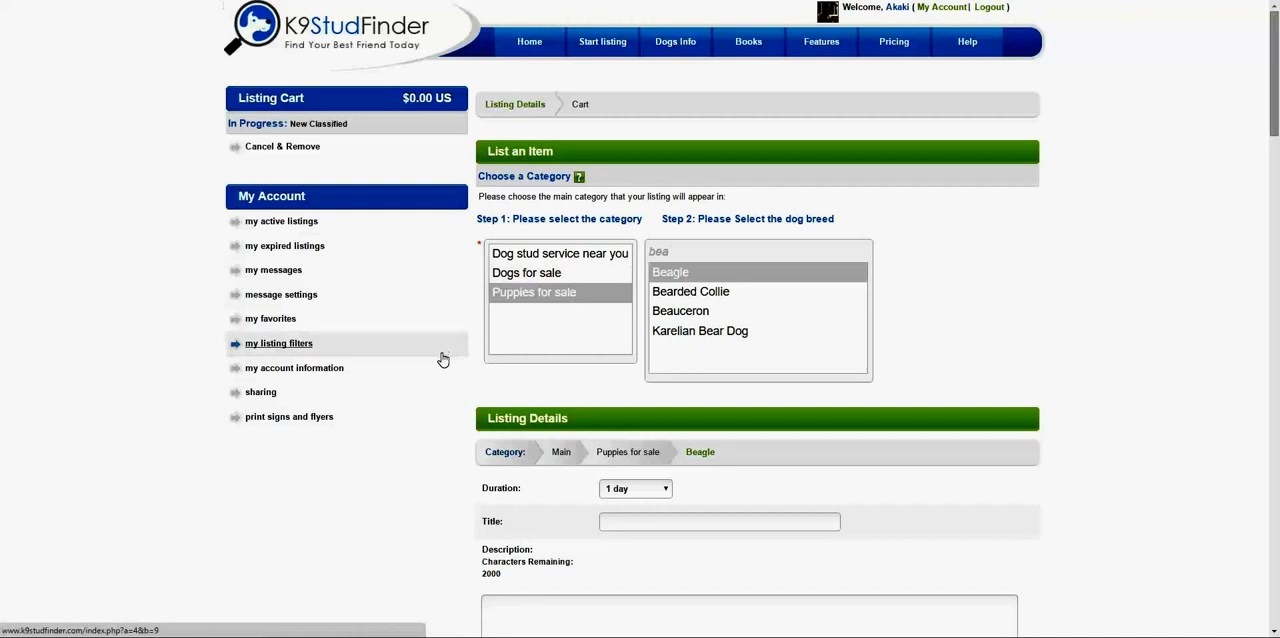 K9StudFinder
Find Your Best Friend Today
Welcome, Akaki ( My Account| Logout )
Home
Start listing
Dogs Info
Books
Features
Pricing
Help
Listing Cart $0.00 US
In Progress: New Classified
Cancel & Remove
My Account
my active listings
my expired listings
my messages
message settings
my favorites
my listing filters
my account information
sharing
print signs and flyers
Listing Details Cart
List an Item
Choose a Category ?
Please choose the main category that your listing will appear in:
Step 1: Please select the category Step 2: Please Select the dog breed
*
Dog stud service near you
Dogs for sale
Puppies for sale
bea
Beagle
Bearded Collie
Beauceron
Karelian Bear Dog
Listing Details
Category: Main Puppies for sale Beagle
Duration: 1 day
Title:
Description:
Characters Remaining:
2000
www.k9studfinder.com/index.php?a=4&b=9